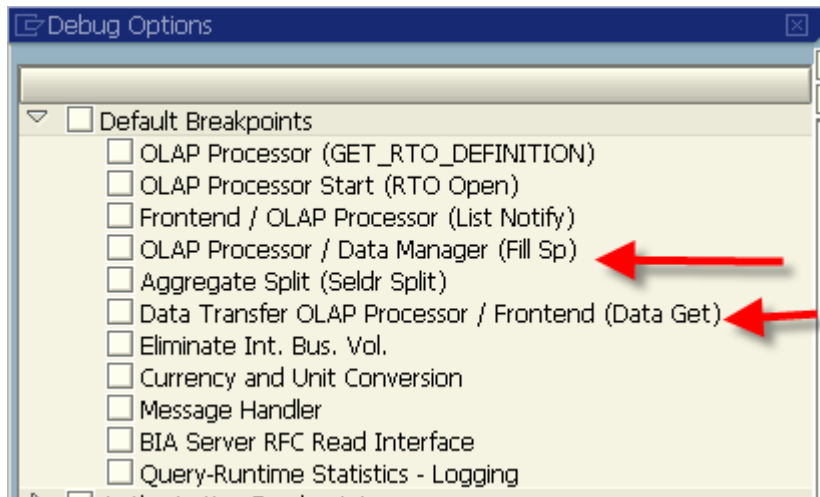 Debug Options
Default Breakpoints
OLAP Processor (GET_RTO_DEFINITION)
OLAP Processor Start (RTO Open)
Frontend / OLAP Processor (List Notify)
OLAP Processor / Data Manager (Fill Sp)
Aggregate Split (Seldr Split)
Data Transfer OLAP Processor / Frontend (Data Get)
Eliminate Int. Bus. Vol.
Currency and Unit Conversion
Message Handler
BIA Server RFC Read Interface
Query-Runtime Statistics - Logging